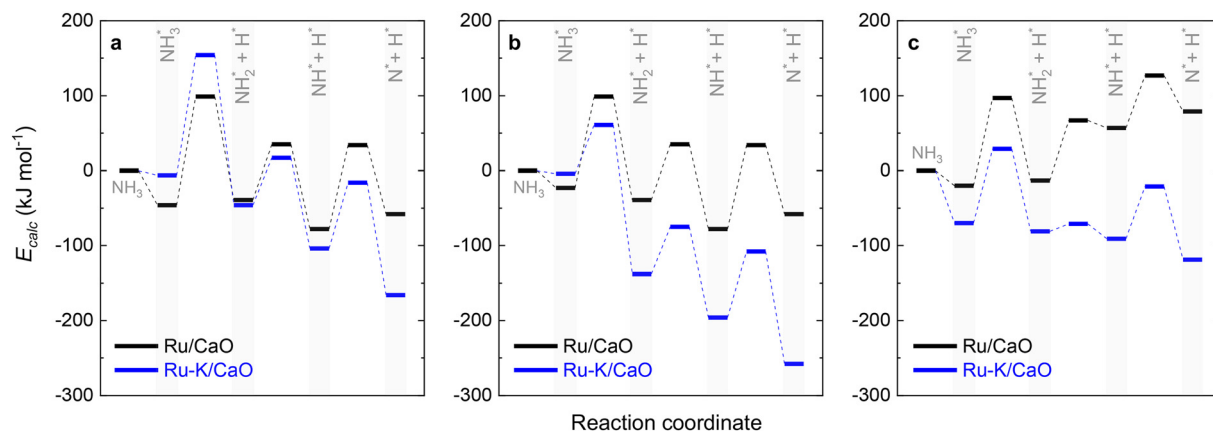 a
b
c
200
100
0
-100
-200
-300
E_calc (kJ mol⁻¹)
NH₃
NH₃*
NH₂* + H*
NH* + H*
N* + H*
Ru/CaO
Ru-K/CaO
200
100
0
-100
-200
-300
NH₃
NH₃*
NH₂* + H*
NH* + H*
N* + H*
Ru/CaO
Ru-K/CaO
200
100
0
-100
-200
-300
NH₃
NH₃*
NH₂* + H*
NH* + H*
N* + H*
Ru/CaO
Ru-K/CaO
Reaction coordinate